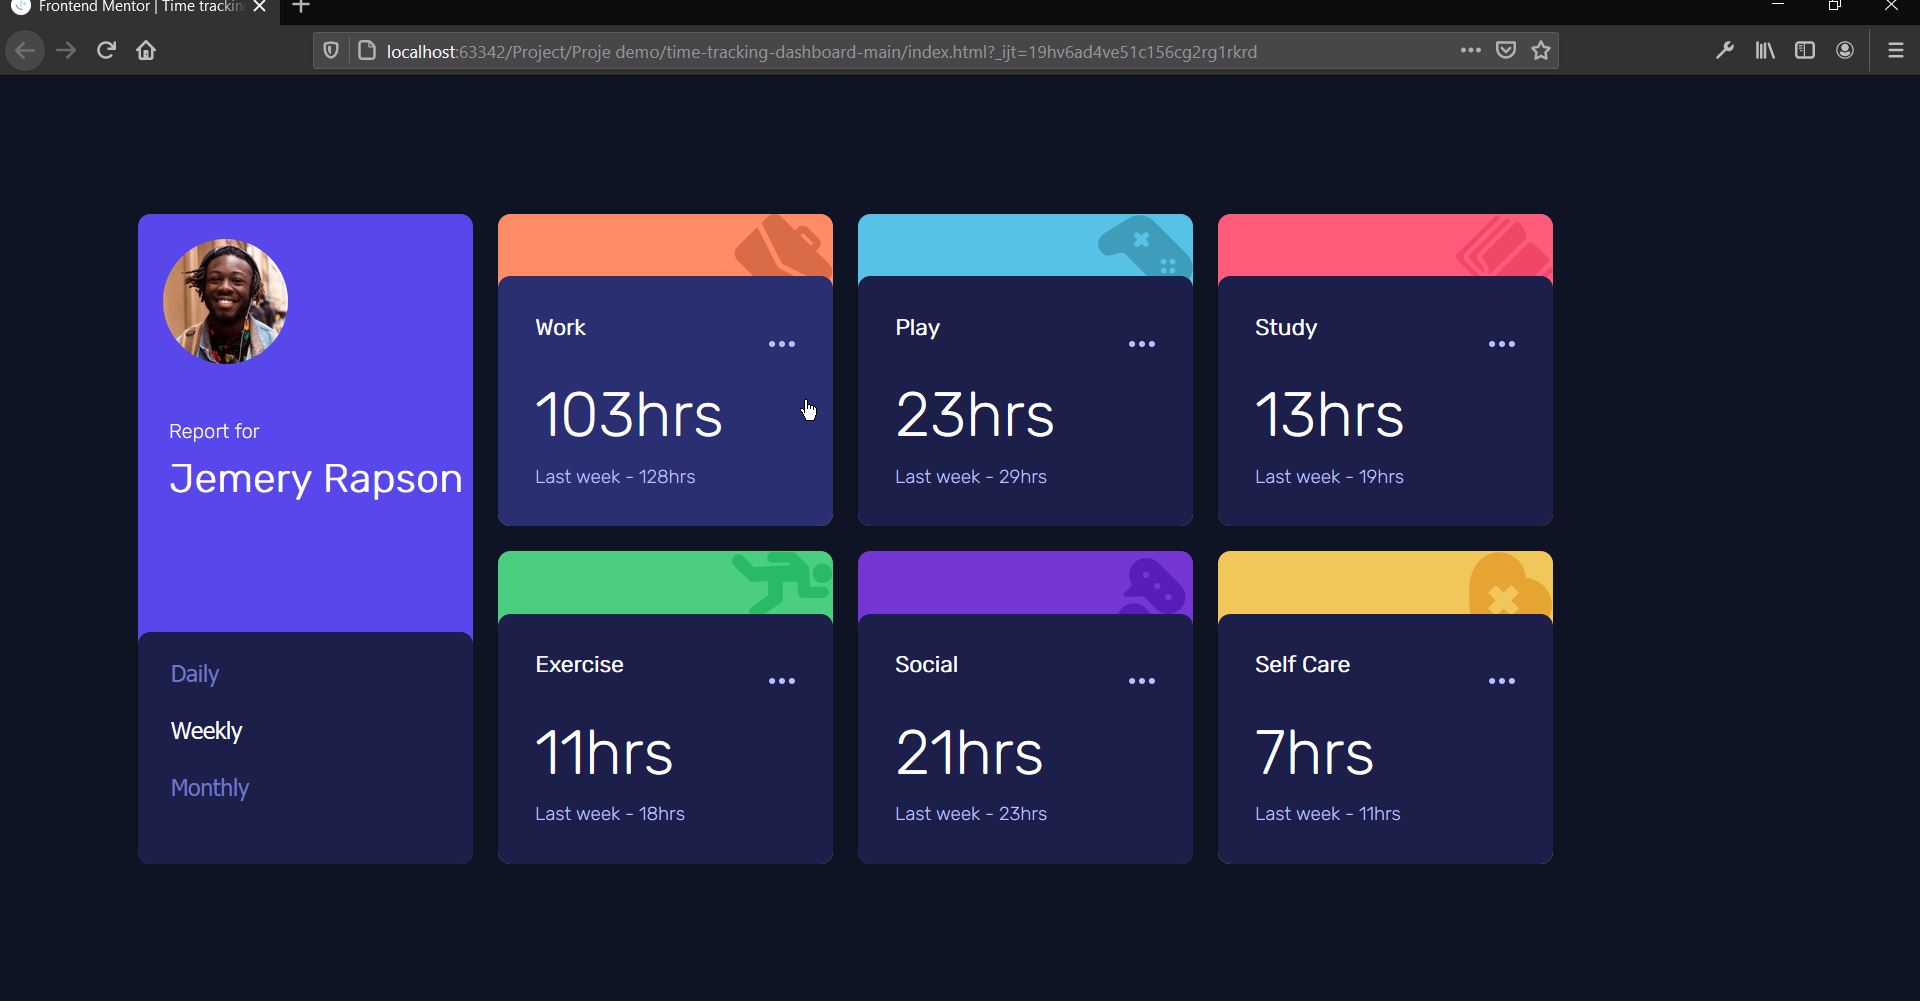 Frontend Mentor | Time trackin
localhost:63342/Project/Proje demo/time-tracking-dashboard-main/index.html?_ijt=19hv6ad4ve51c156cg2rg1rkrd
Report for
Jemery Rapson
Daily
Weekly
Monthly
Work
103hrs
Last week - 128hrs
Play
23hrs
Last week - 29hrs
Study
13hrs
Last week - 19hrs
Exercise
11hrs
Last week - 18hrs
Social
21hrs
Last week - 23hrs
Self Care
7hrs
Last week - 11hrs